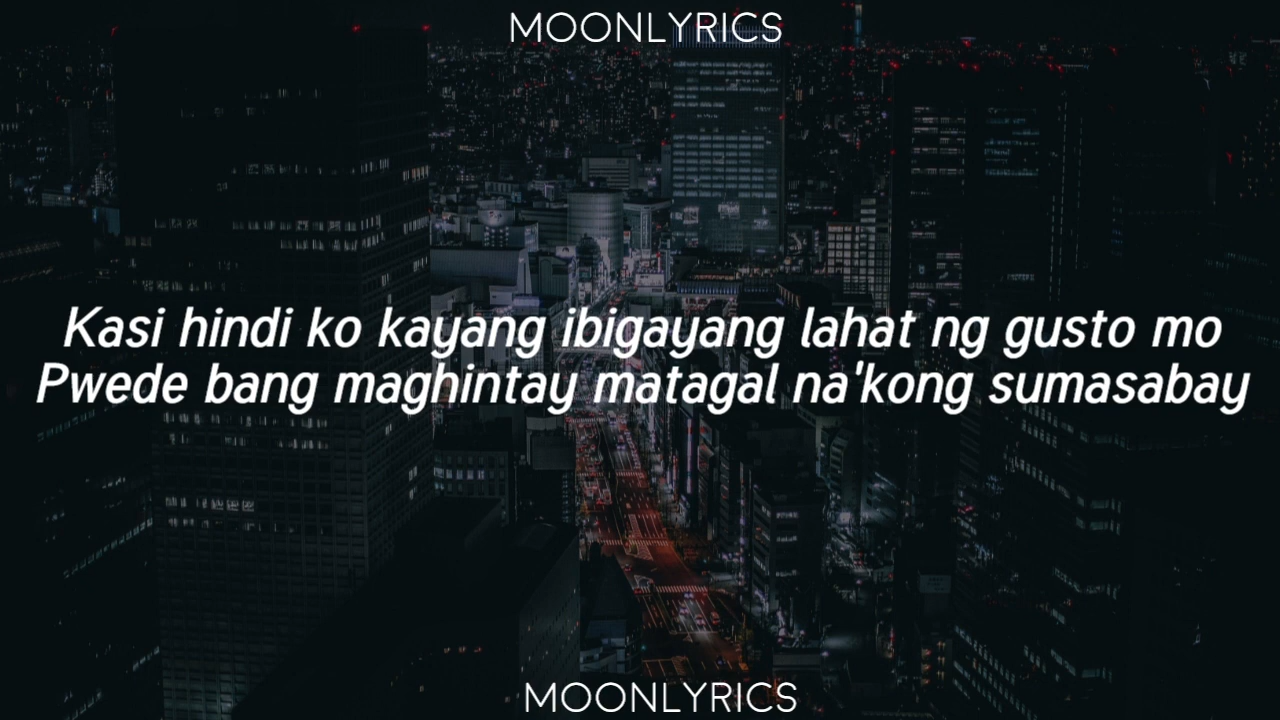 MOONLYRICS
Kasi hindi ko kayang ibigayang lahat ng gusto mo
Pwede bang maghintay matagal na'kong sumasabay
MOONLYRICS